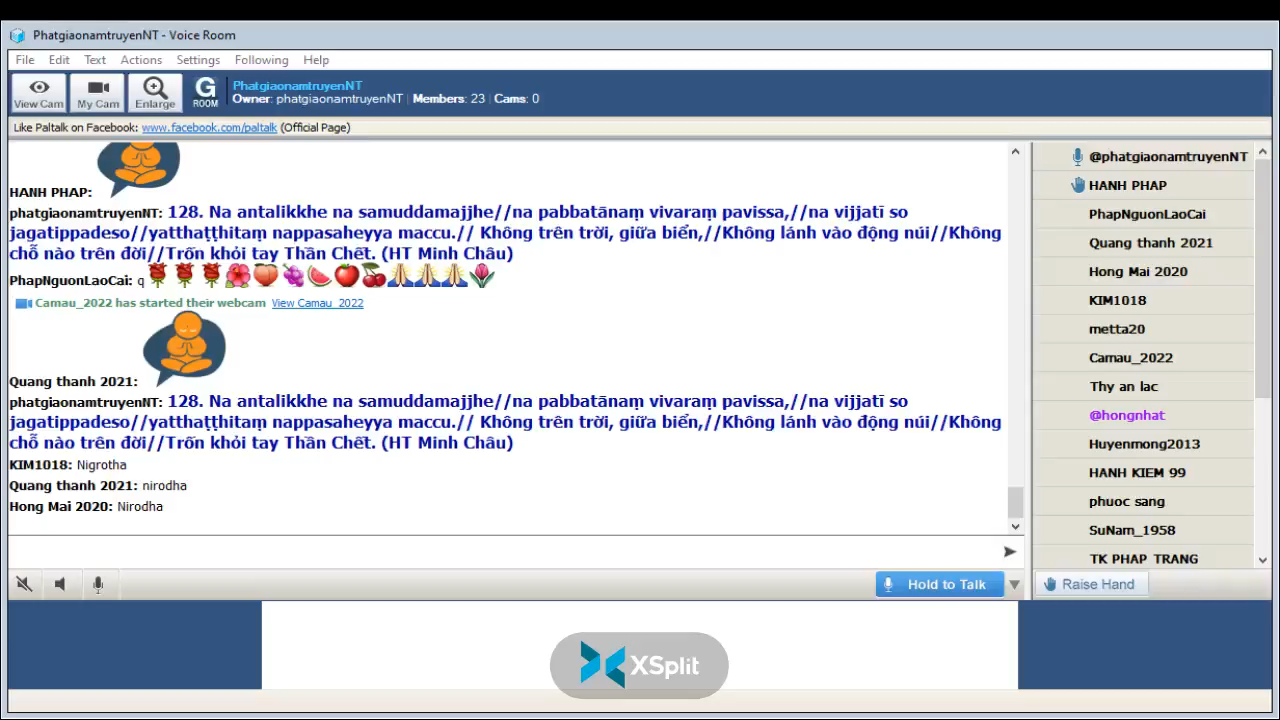 PhatgiaonamtruyenNT - Voice Room
File Edit Text Actions Settings Following Help
View Cam My Cam Enlarge G ROOM
PhatgiaonamtruyenNT
Owner: phatgiaonamtruyenNT | Members: 23 | Cams: 0
Like Paltalk on Facebook: www.facebook.com/paltalk (Official Page)
HANH PHAP:
phatgiaonamtruyenNT: 128. Na antalikkhe na samuddamajjhe//na pabbatānaṃ vivaraṃ pavissa,//na vijjatī so
jagatippadeso//yatthaṭṭhitaṃ nappasaheyya maccu.// Không trên trời, giữa biển,//Không lánh vào động núi//Không
chỗ nào trên đời//Trốn khỏi tay Thần Chết. (HT Minh Châu)
PhapNguonLaoCai: q
Camau_2022 has started their webcam View Camau_2022
Quang thanh 2021:
phatgiaonamtruyenNT: 128. Na antalikkhe na samuddamajjhe//na pabbatānaṃ vivaraṃ pavissa,//na vijjatī so
jagatippadeso//yatthaṭṭhitaṃ nappasaheyya maccu.// Không trên trời, giữa biển,//Không lánh vào động núi//Không
chỗ nào trên đời//Trốn khỏi tay Thần Chết. (HT Minh Châu)
KIM1018: Nigrotha
Quang thanh 2021: nirodha
Hong Mai 2020: Nirodha
Hold to Talk
@phatgiaonamtruyenNT
HANH PHAP
PhapNguonLaoCai
Quang thanh 2021
Hong Mai 2020
KIM1018
metta20
Camau_2022
Thy an lac
@hongnhat
Huyenmong2013
HANH KIEM 99
phuoc sang
SuNam_1958
TK PHAP TRANG
Raise Hand
XSplit